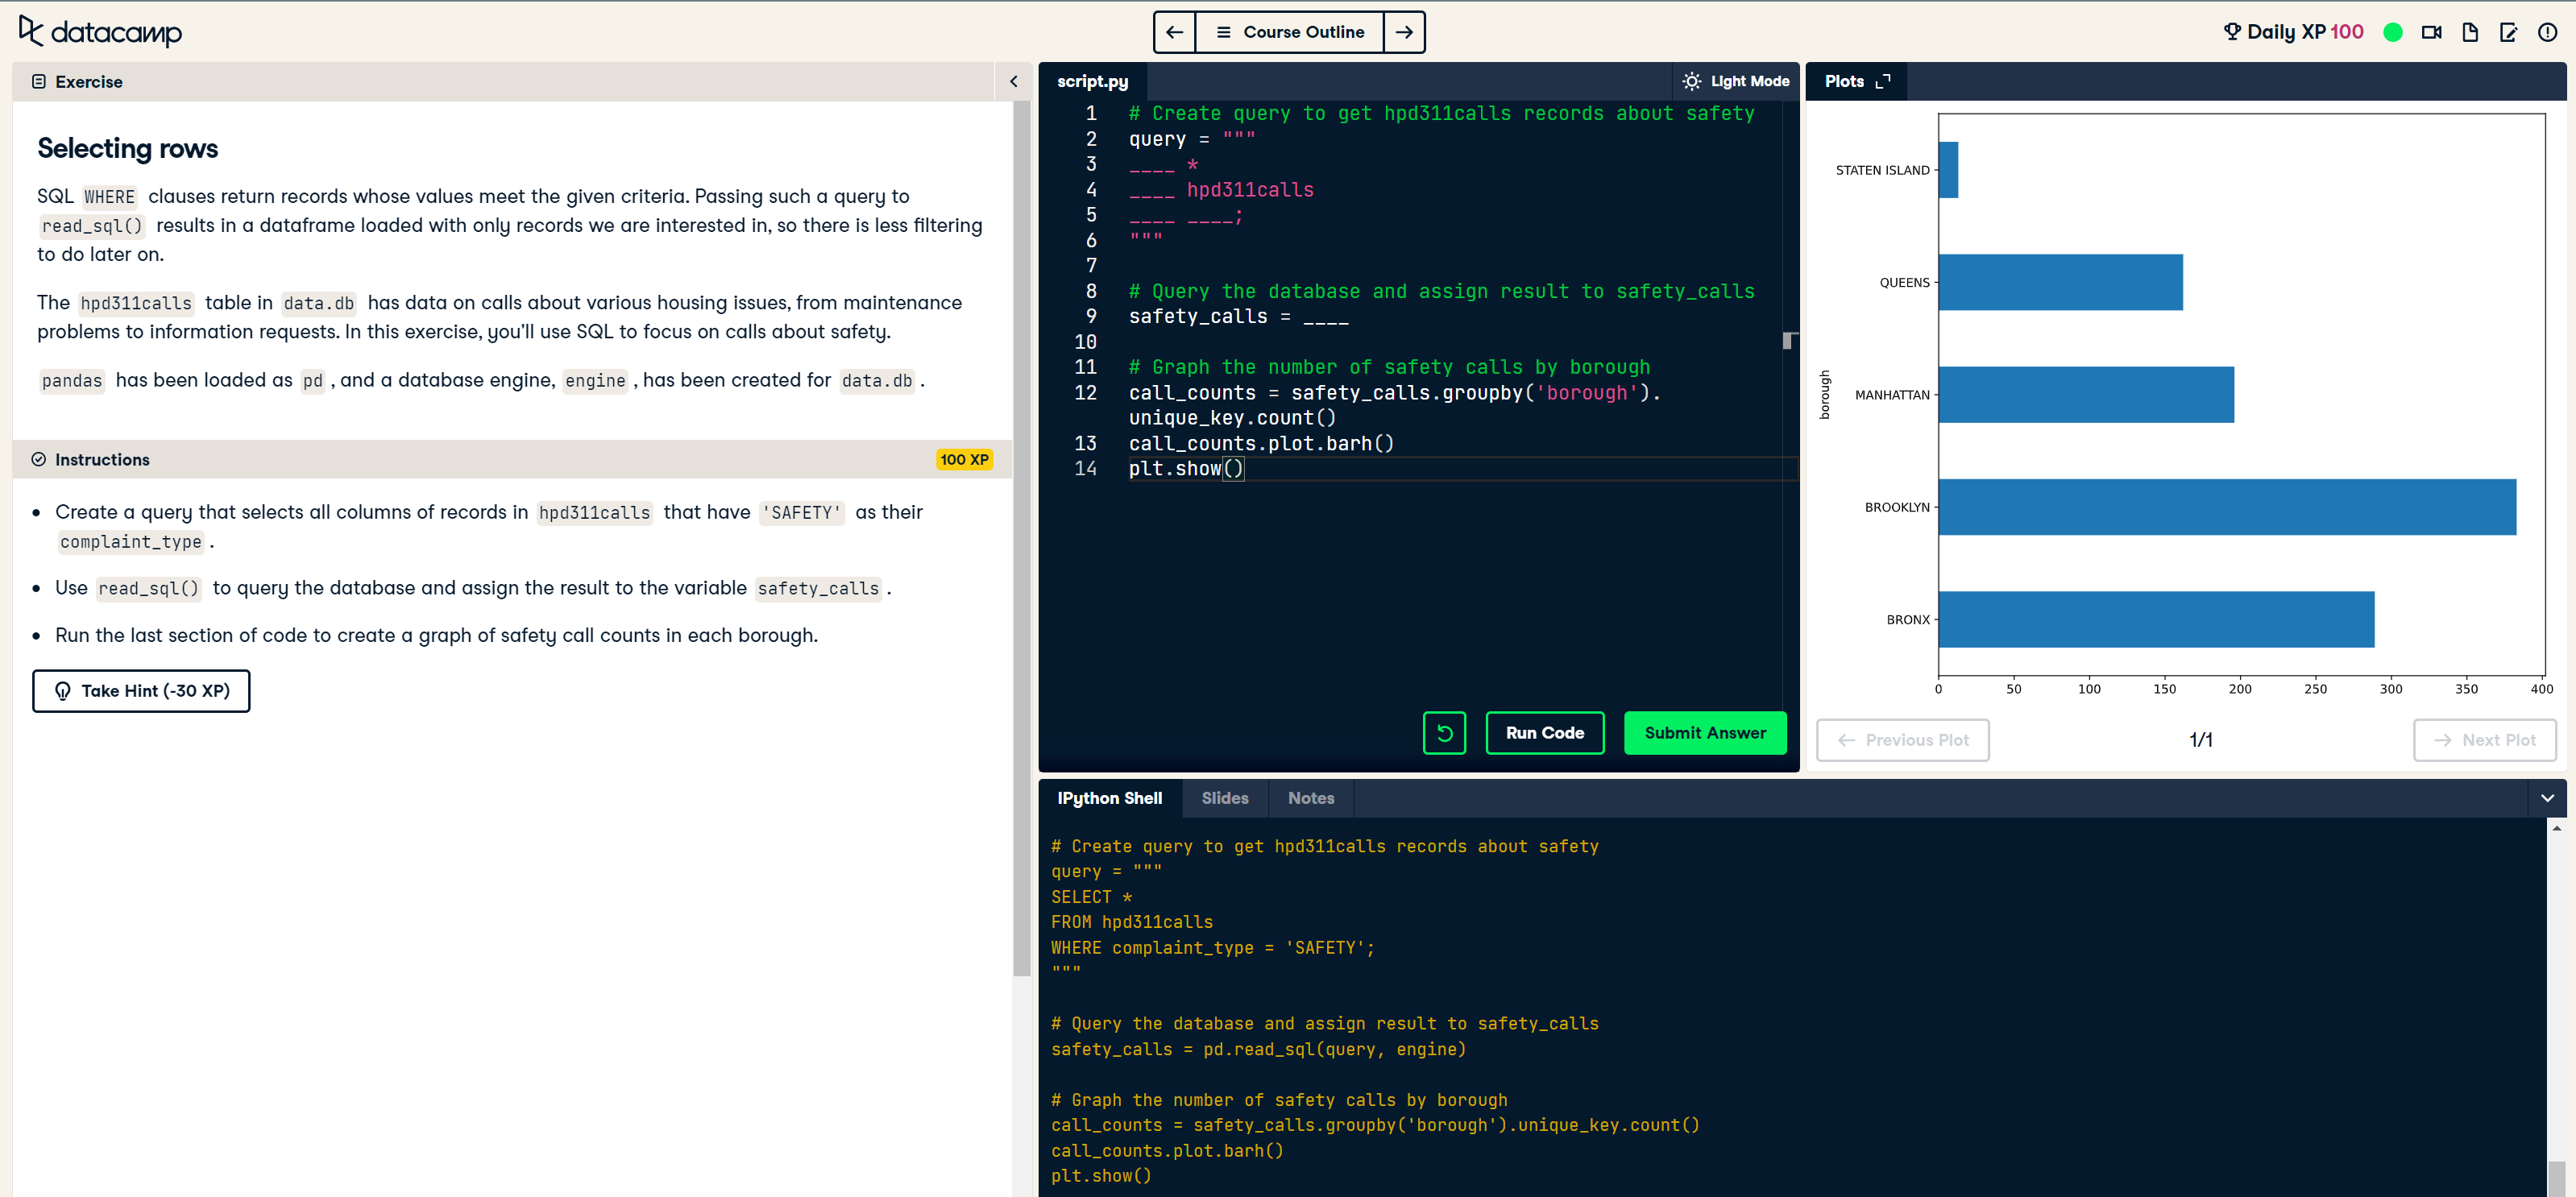 datacamp
Course Outline
Daily XP 100
Exercise
Selecting rows
SQL WHERE clauses return records whose values meet the given criteria. Passing such a query to
read_sql() results in a dataframe loaded with only records we are interested in, so there is less filtering
to do later on.
The hpd311calls table in data.db has data on calls about various housing issues, from maintenance
problems to information requests. In this exercise, you'll use SQL to focus on calls about safety.
pandas has been loaded as pd , and a database engine, engine , has been created for data.db .
Instructions
100 XP
• Create a query that selects all columns of records in hpd311calls that have 'SAFETY' as their
complaint_type .
• Use read_sql() to query the database and assign the result to the variable safety_calls .
• Run the last section of code to create a graph of safety call counts in each borough.
Take Hint (-30 XP)
script.py
Light Mode
1 # Create query to get hpd311calls records about safety
2 query = """
3 ____ *
4 ____ hpd311calls
5 ____ ____;
6 """
7
8 # Query the database and assign result to safety_calls
9 safety_calls = ____
10
11 # Graph the number of safety calls by borough
12 call_counts = safety_calls.groupby('borough').
unique_key.count()
13 call_counts.plot.barh()
14 plt.show()
Run Code
Submit Answer
Plots
STATEN ISLAND
QUEENS
MANHATTAN
BROOKLYN
BRONX
borough
0 50 100 150 200 250 300 350 400
Previous Plot
1/1
Next Plot
IPython Shell
Slides
Notes
# Create query to get hpd311calls records about safety
query = """
SELECT *
FROM hpd311calls
WHERE complaint_type = 'SAFETY';
"""
# Query the database and assign result to safety_calls
safety_calls = pd.read_sql(query, engine)
# Graph the number of safety calls by borough
call_counts = safety_calls.groupby('borough').unique_key.count()
call_counts.plot.barh()
plt.show()